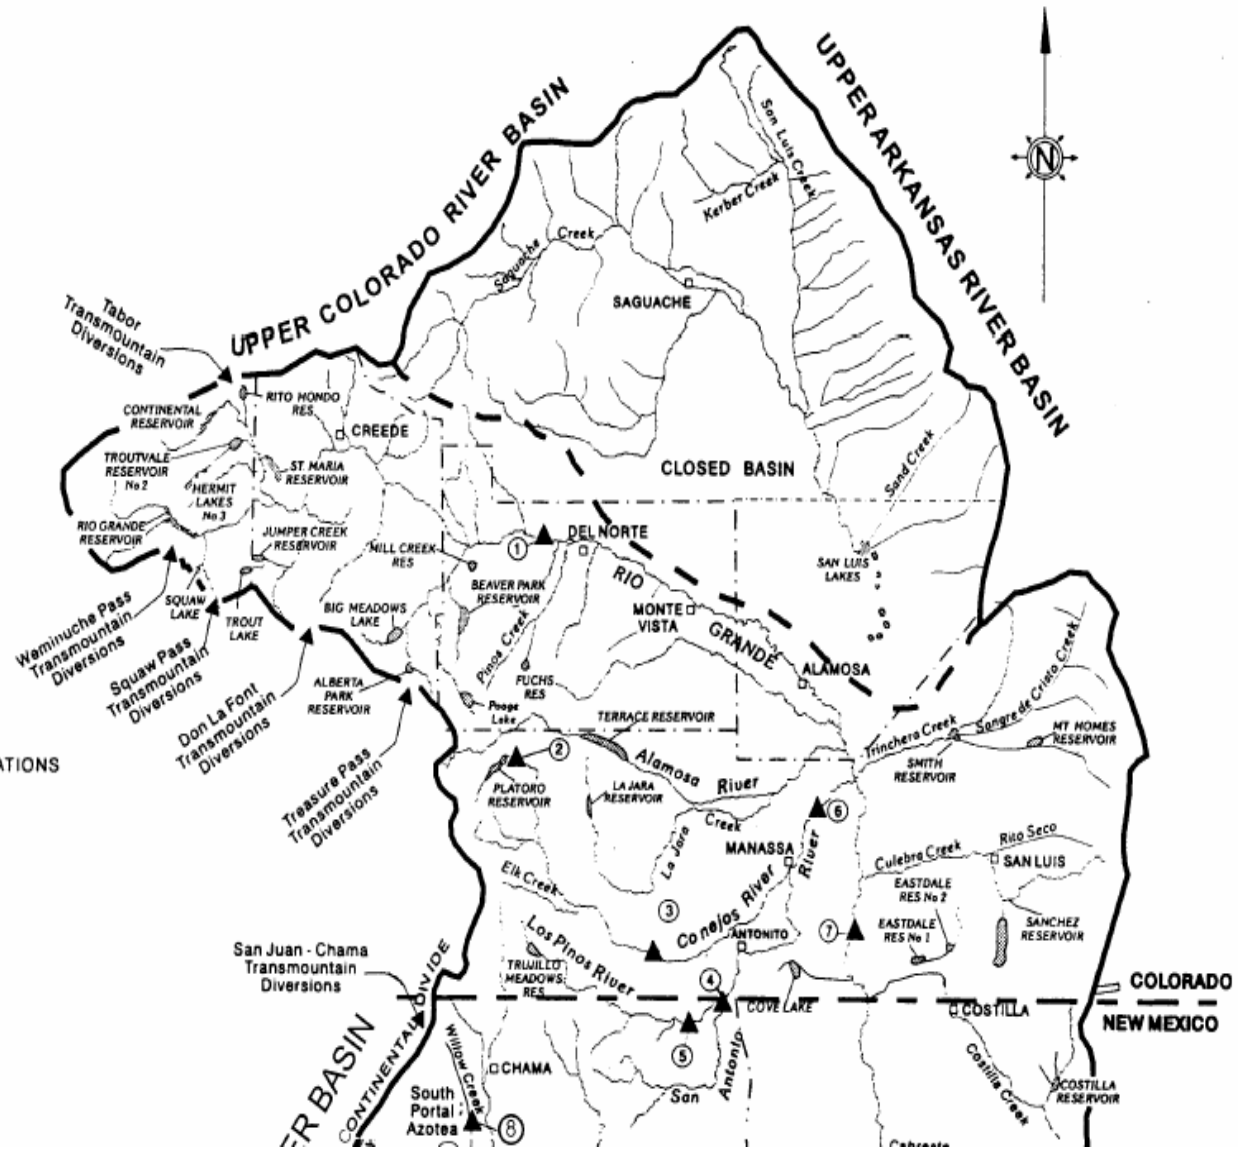 UPPER COLORADO RIVER BASIN
UPPER ARKANSAS RIVER BASIN
N
San Luis Creek
Kerber Creek
Saguache Creek
SAGUACHE
Tabor
Transmountain
Diversions
RITO HONDO
RES
CONTINENTAL
RESERVOIR
CREEDE
TROUTVALE
RESERVOIR
No 2
ST. MARIA
RESERVOIR
HERMIT
LAKES
No 3
CLOSED BASIN
Sand Creek
RIO GRANDE
RESERVOIR
JUMPER CREEK
RESERVOIR
MILL CREEK
RES
1
DEL NORTE
SAN LUIS
LAKES
BEAVER PARK
RESERVOIR
RIO GRANDE
MONTE
VISTA
SQUAW
LAKE
TROUT
LAKE
BIG MEADOWS
LAKE
Pinos Creek
FUCHS
RES
ALAMOSA
Weminuche Pass
Transmountain
Diversions
Squaw Pass
Transmountain
Diversions
Don La Font
Transmountain
Diversions
Treasure Pass
Transmountain
Diversions
ALBERTA
PARK
RESERVOIR
Poage
Lake
TERRACE RESERVOIR
Trinchera Creek
Sangre de Cristo Creek
MT HOMES
RESERVOIR
SMITH
RESERVOIR
ATIONS
2
PLATORO
RESERVOIR
Alamosa River
LA JARA
RESERVOIR
La Jara Creek
6
MANASSA
Culebra Creek
Rito Seco
SAN LUIS
Elk Creek
3
Conejos River River
EASTDALE
RES No 2
EASTDALE
RES No 1
SANCHEZ
RESERVOIR
7
ANTONITO
Los Pinos River
TRUJILLO
MEADOWS
RES
San Juan - Chama
Transmountain
Diversions
4
COVE LAKE
COLORADO
NEW MEXICO
COSTILLA
5
San Antonio
Willow Creek
CHAMA
Costilla Creek
COSTILLA
RESERVOIR
South
Portal
Azotea
8
CONTINENTAL
ER BASIN